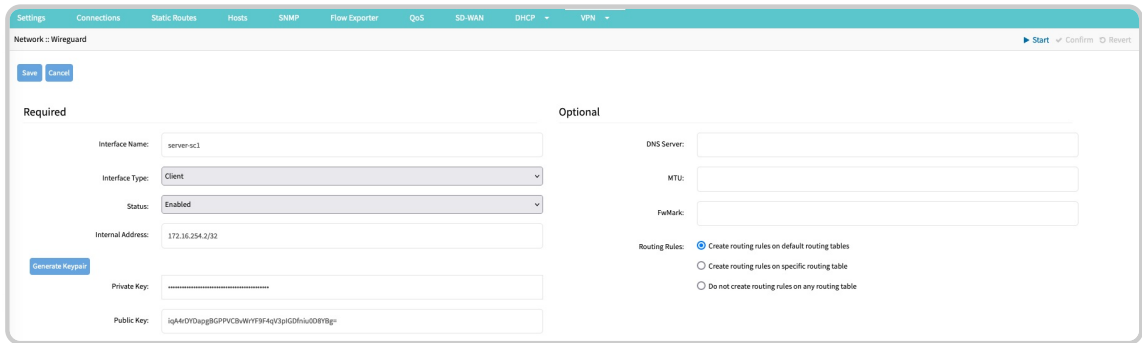 Settings Connections Static Routes Hosts SNMP Flow Exporter QoS SD-WAN DHCP VPN
Network :: Wireguard Start Confirm Revert
Save Cancel
Required
Interface Name: server-sc1
Interface Type: Client
Status: Enabled
Internal Address: 172.16.254.2/32
Generate Keypair
Private Key:
Public Key: iqA4rDYDapgBGPPVCBvWrYF9F4qV3pIGDfniu0D8YBg=
Optional
DNS Server:
MTU:
FwMark:
Routing Rules: Create routing rules on default routing tables
Create routing rules on specific routing table
Do not create routing rules on any routing table